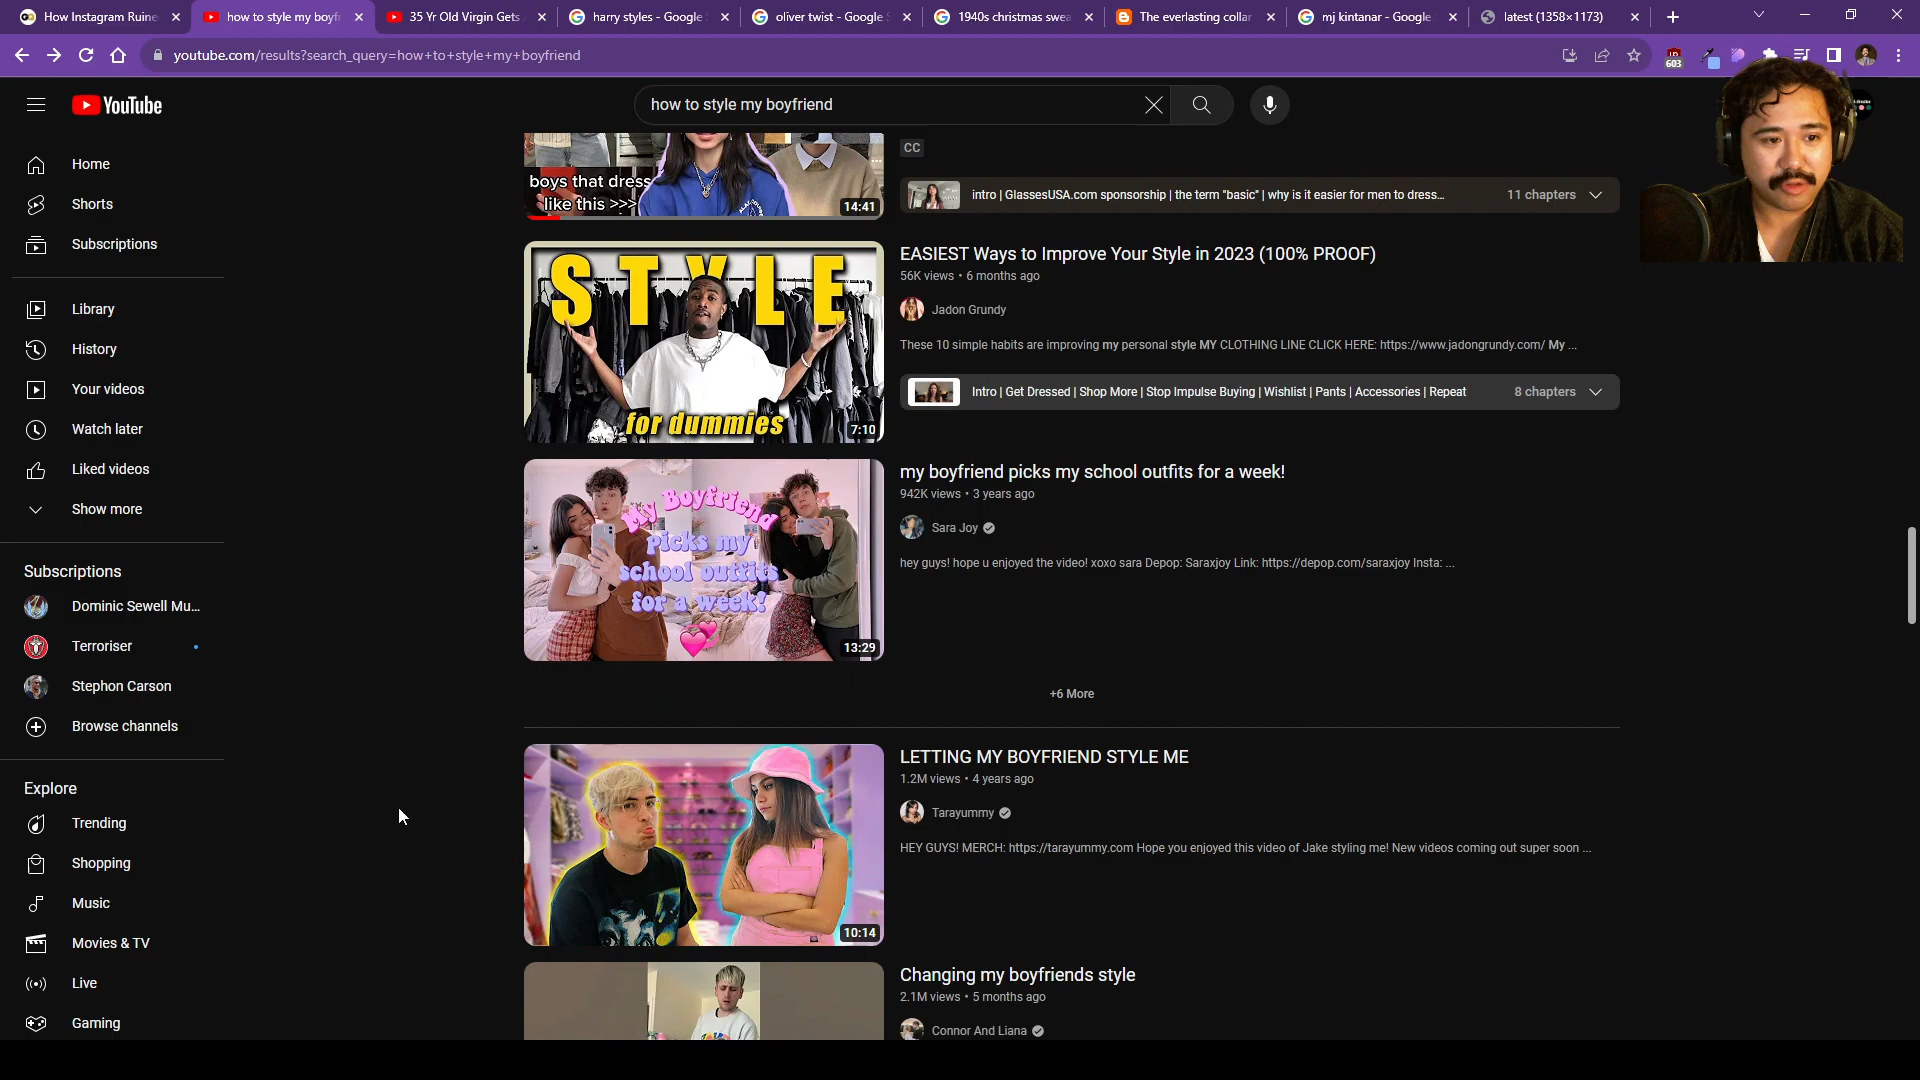 How Instagram Ruine
how to style my boyfr
35 Yr Old Virgin Gets
harry styles - Google
oliver twist - Google S
1940s christmas swea
The everlasting collar
mj kintanar - Google
latest (1358×1173)
youtube.com/results?search_query=how+to+style+my+boyfriend
603
YouTube
how to style my boyfriend
Home
Shorts
Subscriptions
Library
History
Your videos
Watch later
Liked videos
Show more
Subscriptions
Dominic Sewell Mu...
Terroriser
Stephon Carson
Browse channels
Explore
Trending
Shopping
Music
Movies & TV
Live
Gaming
boys that dress
like this >>>
14:41
CC
intro | GlassesUSA.com sponsorship | the term "basic" | why is it easier for men to dress...
11 chapters
STYLE
for dummies
7:10
EASIEST Ways to Improve Your Style in 2023 (100% PROOF)
56K views • 6 months ago
Jadon Grundy
These 10 simple habits are improving my personal style MY CLOTHING LINE CLICK HERE: https://www.jadongrundy.com/ My ...
Intro | Get Dressed | Shop More | Stop Impulse Buying | Wishlist | Pants | Accessories | Repeat
8 chapters
My Boyfriend
picks my
school outfits
for a week!
13:29
my boyfriend picks my school outfits for a week!
942K views • 3 years ago
Sara Joy
hey guys! hope u enjoyed the video! xoxo sara Depop: Saraxjoy Link: https://depop.com/saraxjoy Insta: ...
+6 More
10:14
LETTING MY BOYFRIEND STYLE ME
1.2M views • 4 years ago
Tarayummy
HEY GUYS! MERCH: https://tarayummy.com Hope you enjoyed this video of Jake styling me! New videos coming out super soon ...
Changing my boyfriends style
2.1M views • 5 months ago
Connor And Liana